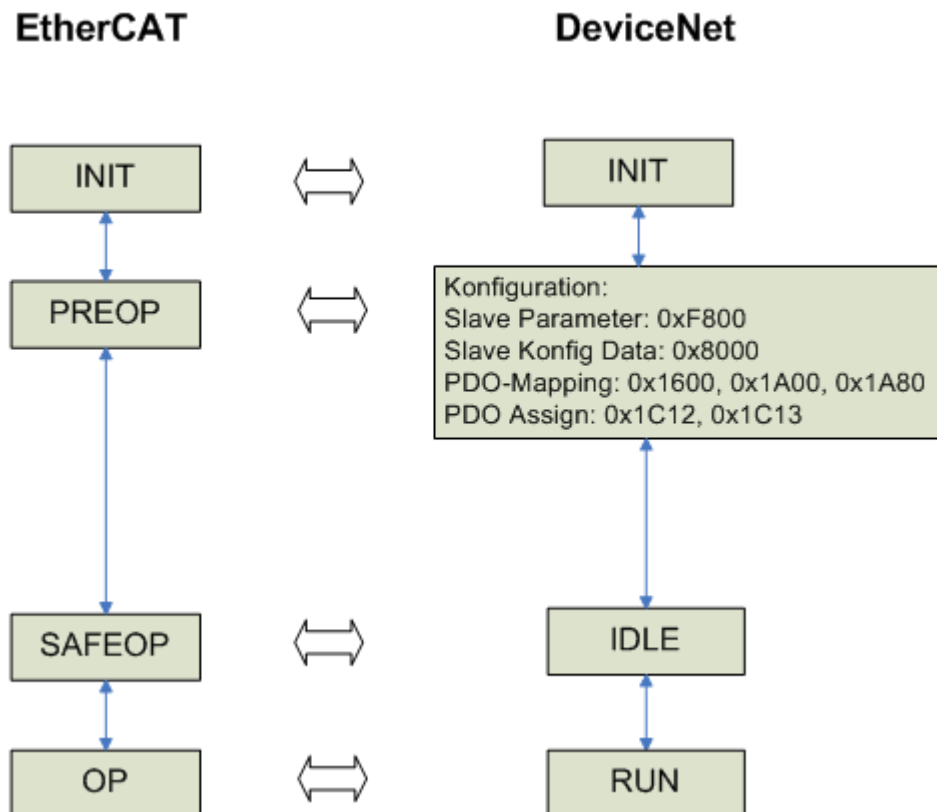 EtherCAT
DeviceNet
INIT
INIT
PREOP
Konfiguration:
Slave Parameter: 0xF800
Slave Konfig Data: 0x8000
PDO-Mapping: 0x1600, 0x1A00, 0x1A80
PDO Assign: 0x1C12, 0x1C13
SAFEOP
IDLE
OP
RUN